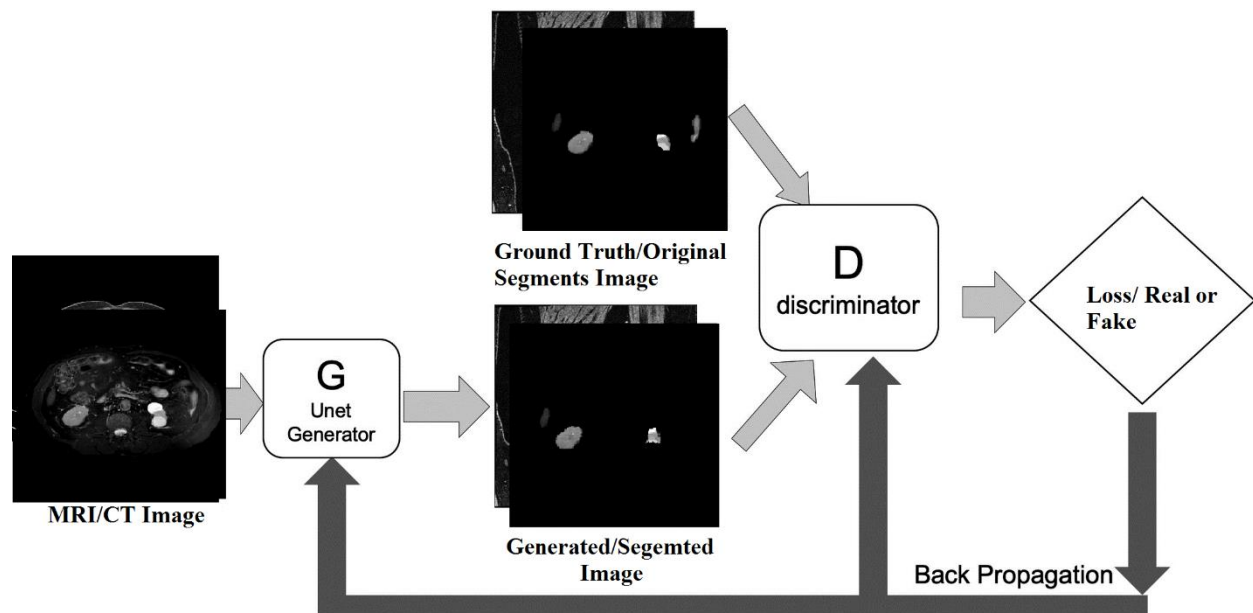 Ground Truth/Original
Segments Image
MRI/CT Image
G
Unet
Generator
Generated/Segemted
Image
D
discriminator
Loss/ Real or
Fake
Back Propagation